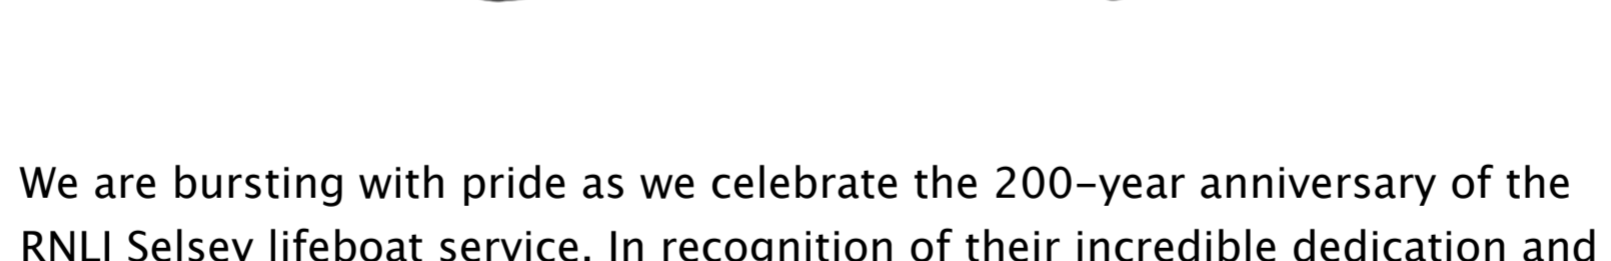 We are bursting with pride as we celebrate the 200-year anniversary of the
RNLI Selsey lifeboat service. In recognition of their incredible dedication and